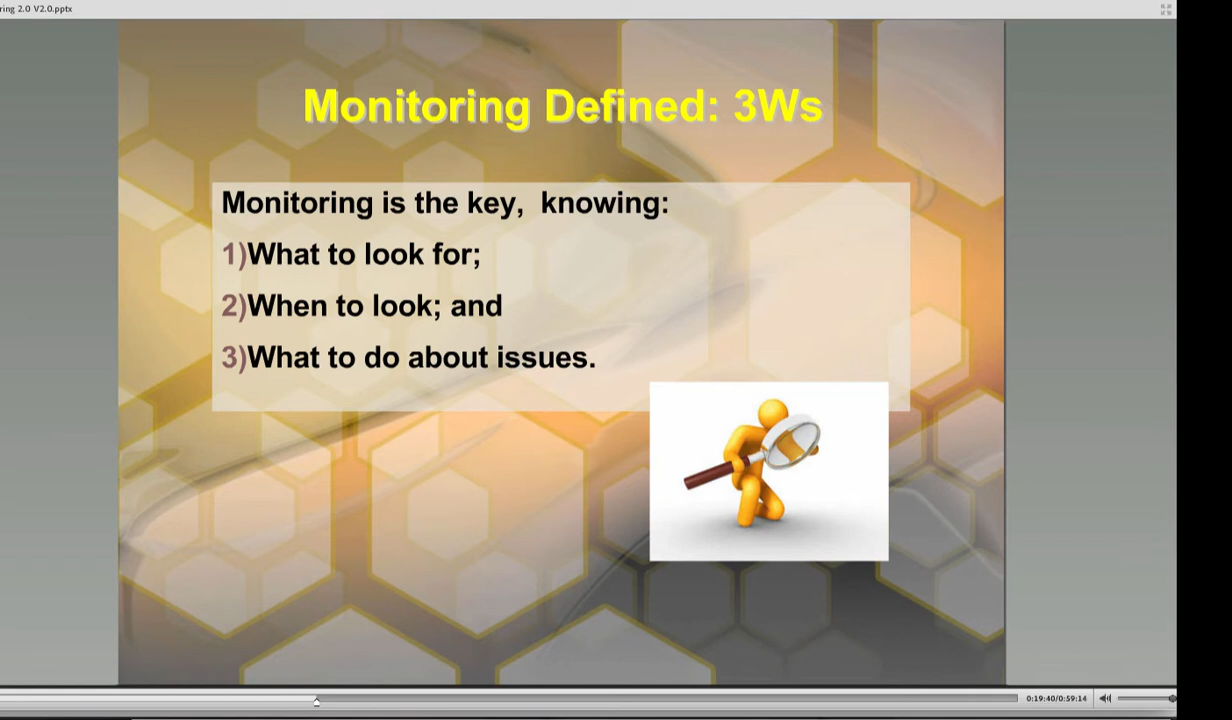 ring 2.0 V2.0.pptx
Monitoring Defined: 3Ws
Monitoring is the key,  knowing:
1)What to look for;
2)When to look; and
3)What to do about issues.
0:19:40/0:59:14